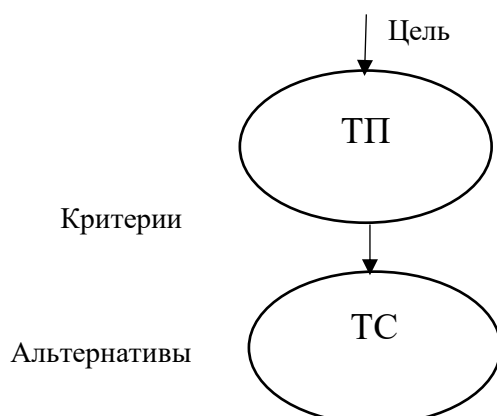 Цель
ТП
Критерии
ТС
Альтернативы